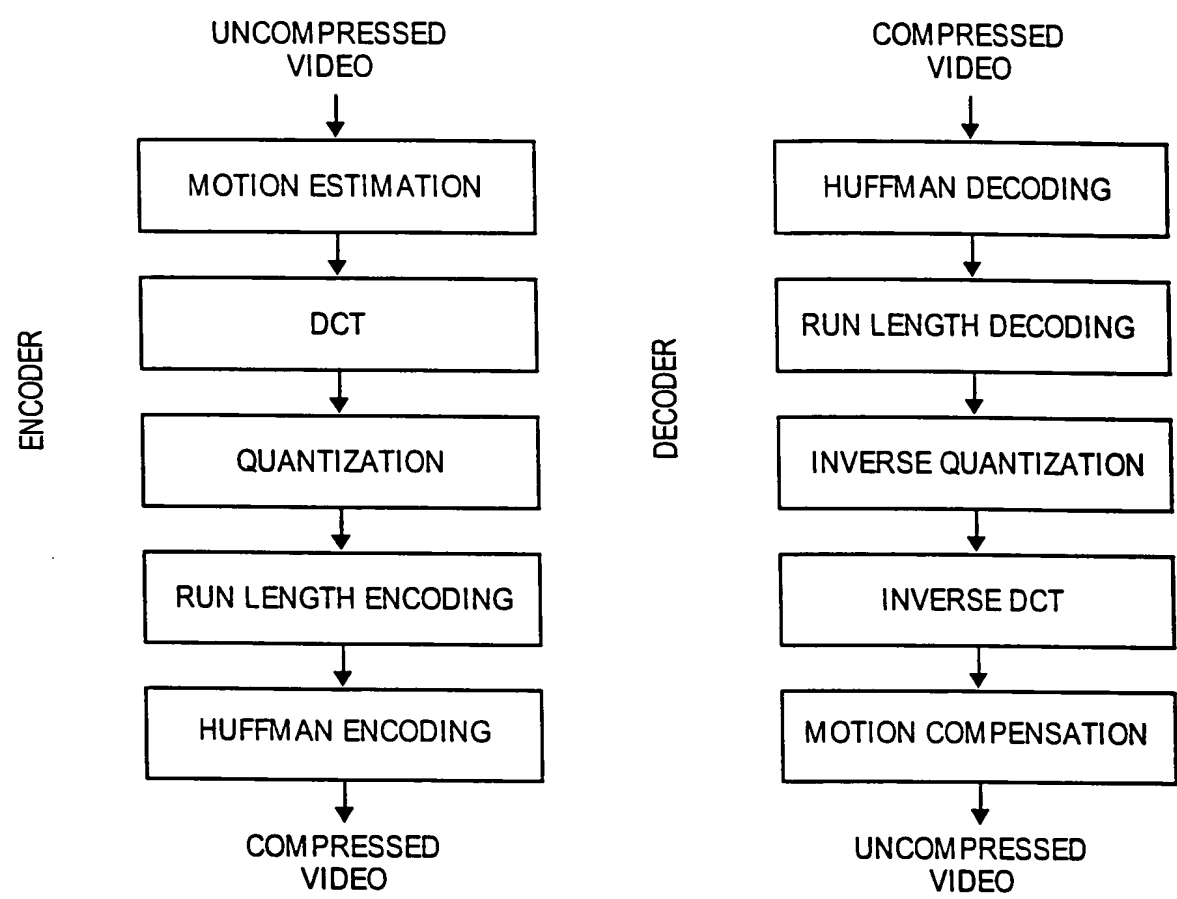 UNCOMPRESSED
VIDEO
MOTION ESTIMATION
DCT
QUANTIZATION
RUN LENGTH ENCODING
HUFFMAN ENCODING
COMPRESSED
VIDEO
ENCODER
COMPRESSED
VIDEO
HUFFMAN DECODING
RUN LENGTH DECODING
INVERSE QUANTIZATION
INVERSE DCT
MOTION COMPENSATION
UNCOMPRESSED
VIDEO
DECODER